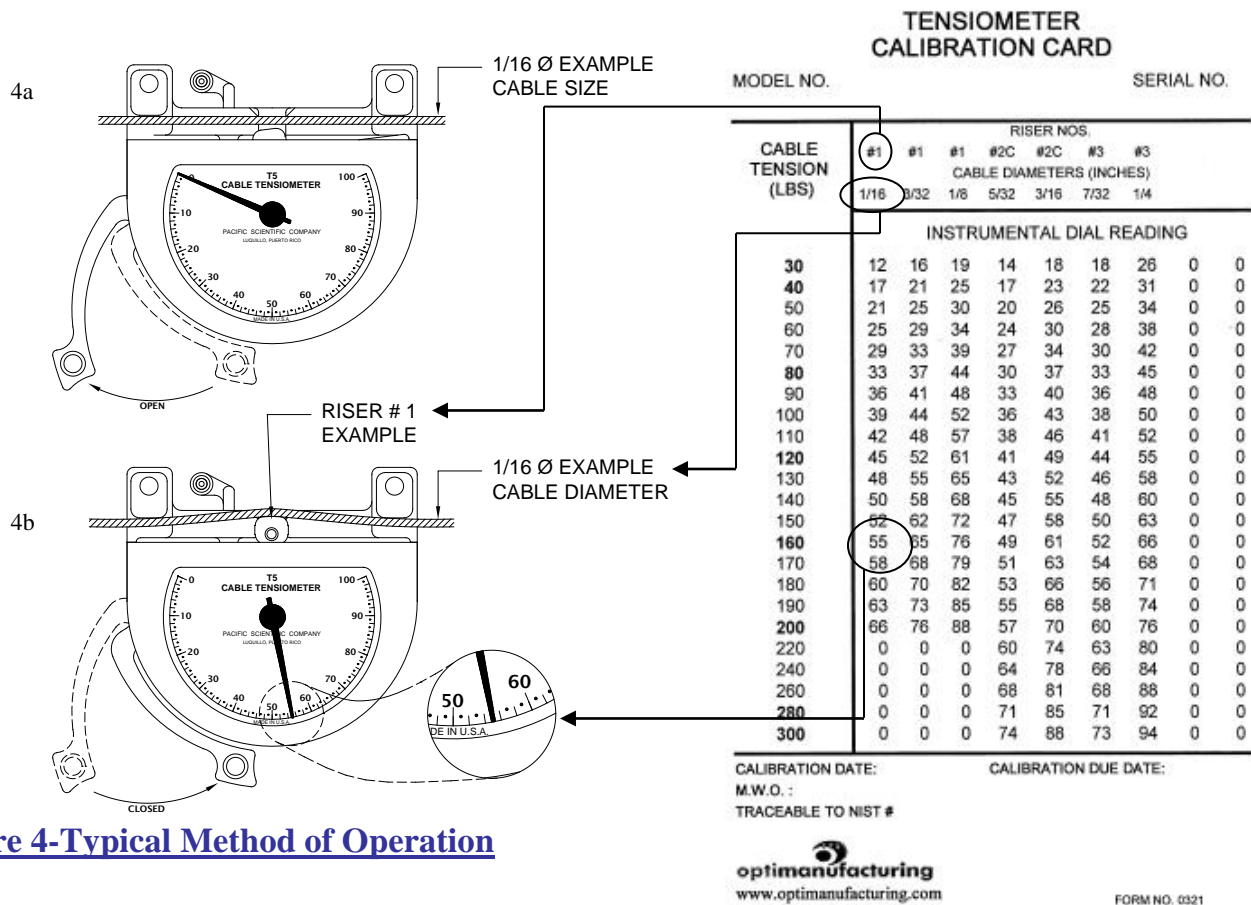 4a
1/16 Ø EXAMPLE
CABLE SIZE
T5
CABLE TENSIOMETER
0 10 20 30 40 50 60 70 80 90 100
PACIFIC SCIENTIFIC COMPANY
LUQUILLO, PUERTO RICO
MADE IN U.S.A.
OPEN
RISER # 1
EXAMPLE
4b
1/16 Ø EXAMPLE
CABLE DIAMETER
T5
CABLE TENSIOMETER
0 10 20 30 40 50 60 70 80 90 100
PACIFIC SCIEN C COMPANY
LUQUILLO, P TO RICO
MADE IN U.S.A.
50 60
DE IN U.S.A.
CLOSED
re 4-Typical Method of Operation
TENSIOMETER
CALIBRATION CARD
MODEL NO. SERIAL NO.
CABLE
TENSION
(LBS)
RISER NOS.
#1 #1 #1 #2C #2C #3 #3
CABLE DIAMETERS (INCHES)
1/16 3/32 1/8 5/32 3/16 7/32 1/4
INSTRUMENTAL DIAL READING
30 12 16 19 14 18 18 26 0 0
40 17 21 25 17 23 22 31 0 0
50 21 25 30 20 26 25 34 0 0
60 25 29 34 24 30 28 38 0 0
70 29 33 39 27 34 30 42 0 0
80 33 37 44 30 37 33 45 0 0
90 36 41 48 33 40 36 48 0 0
100 39 44 52 36 43 38 50 0 0
110 42 48 57 38 46 41 52 0 0
120 45 52 61 41 49 44 55 0 0
130 48 55 65 43 52 46 58 0 0
140 50 58 68 45 55 48 60 0 0
150 52 62 72 47 58 50 63 0 0
160 55 65 76 49 61 52 66 0 0
170 58 68 79 51 63 54 68 0 0
180 60 70 82 53 66 56 71 0 0
190 63 73 85 55 68 58 74 0 0
200 66 76 88 57 70 60 76 0 0
220 0 0 0 60 74 63 80 0 0
240 0 0 0 64 78 66 84 0 0
260 0 0 0 68 81 68 88 0 0
280 0 0 0 71 85 71 92 0 0
300 0 0 0 74 88 73 94 0 0
CALIBRATION DATE: CALIBRATION DUE DATE:
M.W.O. :
TRACEABLE TO NIST #
optimanufacturing
www.optimanufacturing.com
FORM NO. 0321